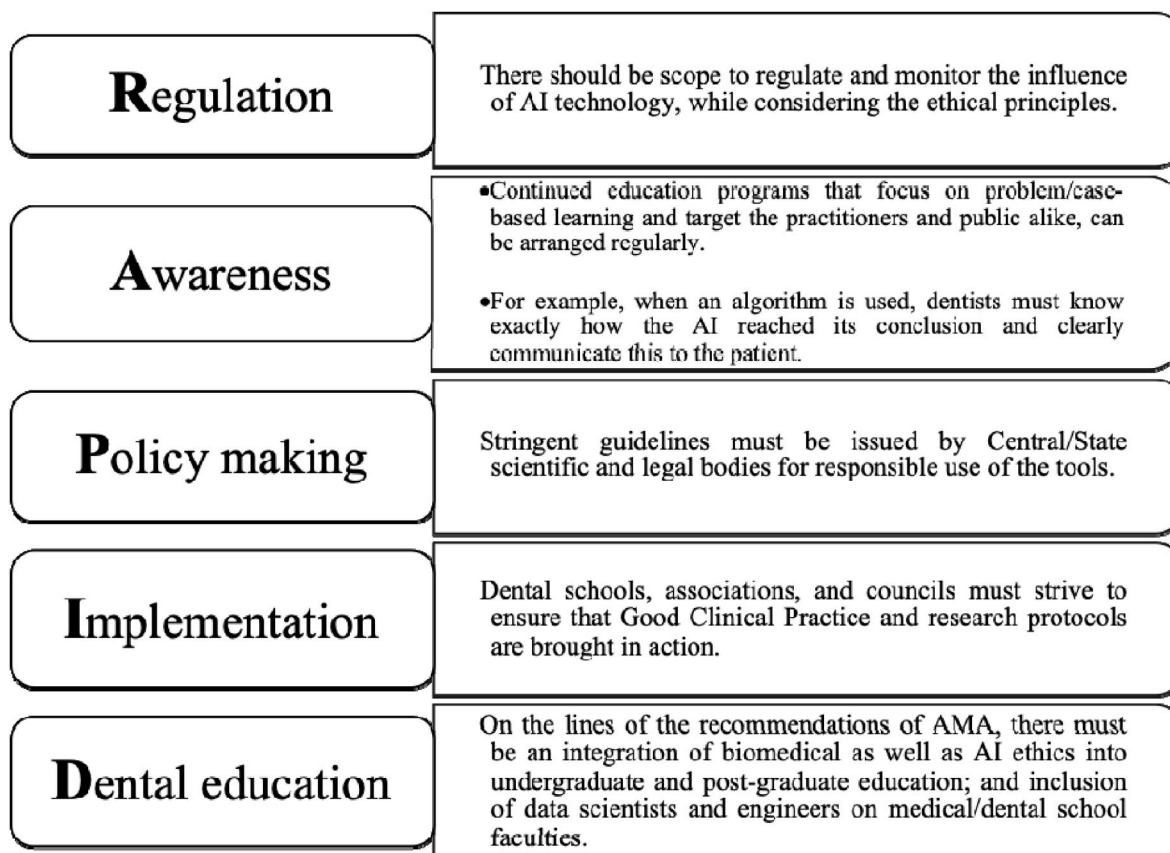 Regulation
There should be scope to regulate and monitor the influence
of AI technology, while considering the ethical principles.
Awareness
•Continued education programs that focus on problem/case-
based learning and target the practitioners and public alike, can
be arranged regularly.
•For example, when an algorithm is used, dentists must know
exactly how the AI reached its conclusion and clearly
communicate this to the patient.
Policy making
Stringent guidelines must be issued by Central/State
scientific and legal bodies for responsible use of the tools.
Implementation
Dental schools, associations, and councils must strive to
ensure that Good Clinical Practice and research protocols
are brought in action.
Dental education
On the lines of the recommendations of AMA, there must
be an integration of biomedical as well as AI ethics into
undergraduate and post-graduate education; and inclusion
of data scientists and engineers on medical/dental school
faculties.